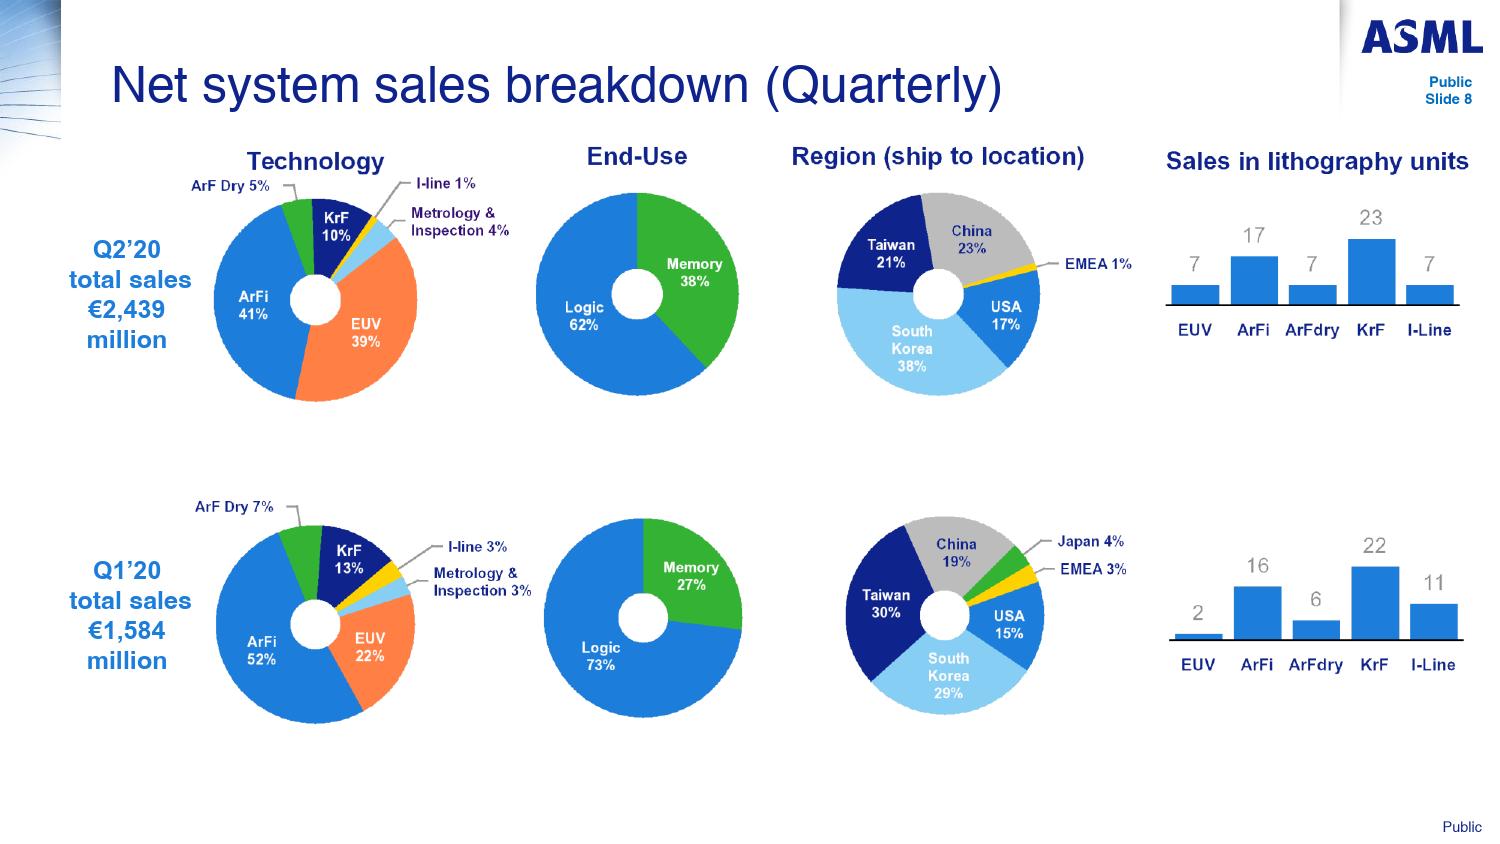 ASML
Public
Slide 8
Net system sales breakdown (Quarterly)
Technology
End-Use
Region (ship to location)
Sales in lithography units
Q2’20
total sales
€2,439
million
ArF Dry 5%
I-line 1%
KrF
10%
Metrology &
Inspection 4%
ArFi
41%
EUV
39%
Memory
38%
Logic
62%
China
23%
Taiwan
21%
EMEA 1%
USA
17%
South
Korea
38%
7
17
7
23
7
EUV
ArFi
ArFdry
KrF
I-Line
Q1’20
total sales
€1,584
million
ArF Dry 7%
KrF
13%
I-line 3%
Metrology &
Inspection 3%
ArFi
52%
EUV
22%
Memory
27%
Logic
73%
China
19%
Japan 4%
EMEA 3%
Taiwan
30%
USA
15%
South
Korea
29%
2
16
6
22
11
EUV
ArFi
ArFdry
KrF
I-Line
Public